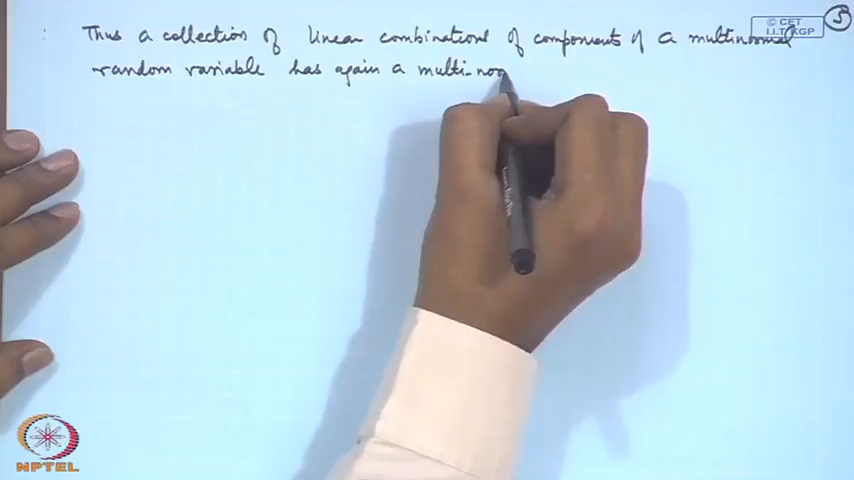 Thus a collection of linear combinations of components of a multinormal
random variable has again a multi-nor
© CET
I.I.T. KGP
5
NPTEL